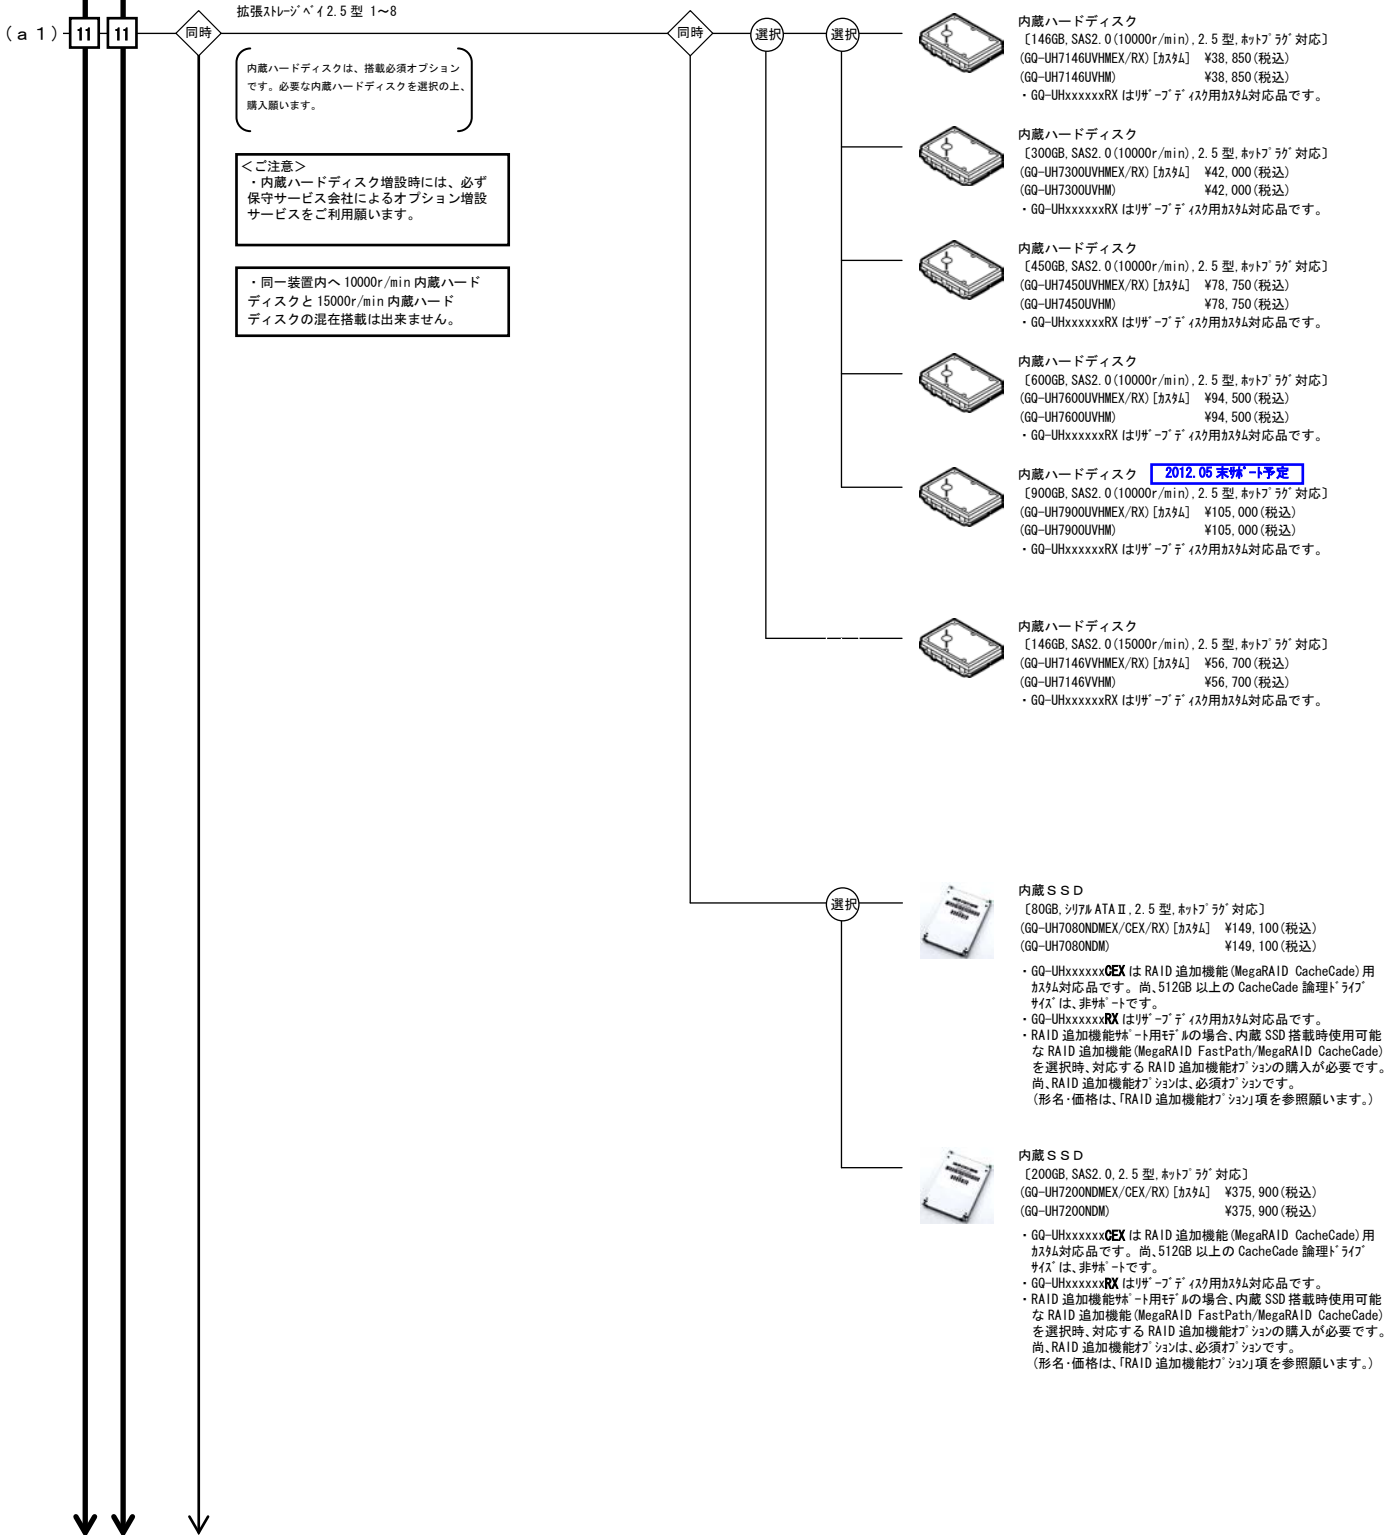 拡張ｽﾄﾚｰｼﾞﾍﾞｲ2.5型 1～8
(ａ１)
11
11
同時
同時
選択
選択
内蔵ハードディスクは、搭載必須オプション
です。必要な内蔵ハードディスクを選択の上、
購入願います。
＜ご注意＞
・内蔵ハードディスク増設時には、必ず
保守サービス会社によるオプション増設
サービスをご利用願います。
・同一装置内へ10000r/min内蔵ハード
ディスクと15000r/min内蔵ハード
ディスクの混在搭載は出来ません。
内蔵ハードディスク
〔146GB,SAS2.0(10000r/min),2.5型,ﾎｯﾄﾌﾟﾗｸﾞ対応〕
(GQ-UH7146UVHMEX/RX)[ｶｽﾀﾑ] ¥38,850(税込)
(GQ-UH7146UVHM) ¥38,850(税込)
・GQ-UHxxxxxxRXはﾘｻﾞｰﾌﾞﾃﾞｨｽｸ用ｶｽﾀﾑ対応品です。
内蔵ハードディスク
〔300GB,SAS2.0(10000r/min),2.5型,ﾎｯﾄﾌﾟﾗｸﾞ対応〕
(GQ-UH7300UVHMEX/RX)[ｶｽﾀﾑ] ¥42,000(税込)
(GQ-UH7300UVHM) ¥42,000(税込)
・GQ-UHxxxxxxRXはﾘｻﾞｰﾌﾞﾃﾞｨｽｸ用ｶｽﾀﾑ対応品です。
内蔵ハードディスク
〔450GB,SAS2.0(10000r/min),2.5型,ﾎｯﾄﾌﾟﾗｸﾞ対応〕
(GQ-UH7450UVHMEX/RX)[ｶｽﾀﾑ] ¥78,750(税込)
(GQ-UH7450UVHM) ¥78,750(税込)
・GQ-UHxxxxxxRXはﾘｻﾞｰﾌﾞﾃﾞｨｽｸ用ｶｽﾀﾑ対応品です。
内蔵ハードディスク
〔600GB,SAS2.0(10000r/min),2.5型,ﾎｯﾄﾌﾟﾗｸﾞ対応〕
(GQ-UH7600UVHMEX/RX)[ｶｽﾀﾑ] ¥94,500(税込)
(GQ-UH7600UVHM) ¥94,500(税込)
・GQ-UHxxxxxxRXはﾘｻﾞｰﾌﾞﾃﾞｨｽｸ用ｶｽﾀﾑ対応品です。
内蔵ハードディスク 2012.05末ｻﾎﾟｰﾄ予定
〔900GB,SAS2.0(10000r/min),2.5型,ﾎｯﾄﾌﾟﾗｸﾞ対応〕
(GQ-UH7900UVHMEX/RX)[ｶｽﾀﾑ] ¥105,000(税込)
(GQ-UH7900UVHM) ¥105,000(税込)
・GQ-UHxxxxxxRXはﾘｻﾞｰﾌﾞﾃﾞｨｽｸ用ｶｽﾀﾑ対応品です。
内蔵ハードディスク
〔146GB,SAS2.0(15000r/min),2.5型,ﾎｯﾄﾌﾟﾗｸﾞ対応〕
(GQ-UH7146VVHMEX/RX)[ｶｽﾀﾑ] ¥56,700(税込)
(GQ-UH7146VVHM) ¥56,700(税込)
・GQ-UHxxxxxxRXはﾘｻﾞｰﾌﾞﾃﾞｨｽｸ用ｶｽﾀﾑ対応品です。
選択
内蔵ＳＳＤ
〔80GB,ｼﾘｱﾙATAⅡ,2.5型,ﾎｯﾄﾌﾟﾗｸﾞ対応〕
(GQ-UH7080NDMEX/CEX/RX)[ｶｽﾀﾑ] ¥149,100(税込)
(GQ-UH7080NDM) ¥149,100(税込)
・GQ-UHxxxxxxCEXはRAID追加機能(MegaRAID CacheCade)用
ｶｽﾀﾑ対応品です。尚、512GB以上のCacheCade論理ﾄﾞﾗｲﾌﾞ
ｻｲｽﾞは、非ｻﾎﾟｰﾄです。
・GQ-UHxxxxxxRXはﾘｻﾞｰﾌﾞﾃﾞｨｽｸ用ｶｽﾀﾑ対応品です。
・RAID追加機能ｻﾎﾟｰﾄ用ﾓﾃﾞﾙの場合、内蔵SSD搭載時使用可能
なRAID追加機能(MegaRAID FastPath/MegaRAID CacheCade)
を選択時、対応するRAID追加機能ｵﾌﾟｼｮﾝの購入が必要です。
尚、RAID追加機能ｵﾌﾟｼｮﾝは、必須ｵﾌﾟｼｮﾝです。
(形名･価格は、｢RAID追加機能ｵﾌﾟｼｮﾝ｣項を参照願います。)
内蔵ＳＳＤ
〔200GB,SAS2.0,2.5型,ﾎｯﾄﾌﾟﾗｸﾞ対応〕
(GQ-UH7200NDMEX/CEX/RX)[ｶｽﾀﾑ] ¥375,900(税込)
(GQ-UH7200NDM) ¥375,900(税込)
・GQ-UHxxxxxxCEXはRAID追加機能(MegaRAID CacheCade)用
ｶｽﾀﾑ対応品です。尚、512GB以上のCacheCade論理ﾄﾞﾗｲﾌﾞ
ｻｲｽﾞは、非ｻﾎﾟｰﾄです。
・GQ-UHxxxxxxRXはﾘｻﾞｰﾌﾞﾃﾞｨｽｸ用ｶｽﾀﾑ対応品です。
・RAID追加機能ｻﾎﾟｰﾄ用ﾓﾃﾞﾙの場合、内蔵SSD搭載時使用可能
なRAID追加機能(MegaRAID FastPath/MegaRAID CacheCade)
を選択時、対応するRAID追加機能ｵﾌﾟｼｮﾝの購入が必要です。
尚、RAID追加機能ｵﾌﾟｼｮﾝは、必須ｵﾌﾟｼｮﾝです。
(形名･価格は、｢RAID追加機能ｵﾌﾟｼｮﾝ｣項を参照願います。)